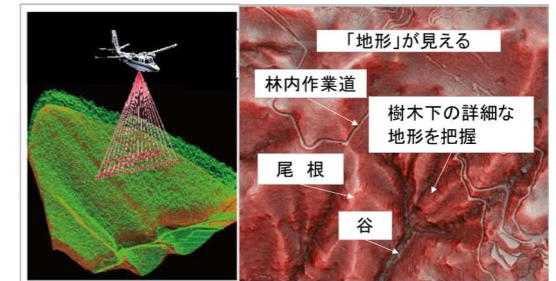 「地形」が見える
林内作業道
樹木下の詳細な
地形を把握
尾 根
谷